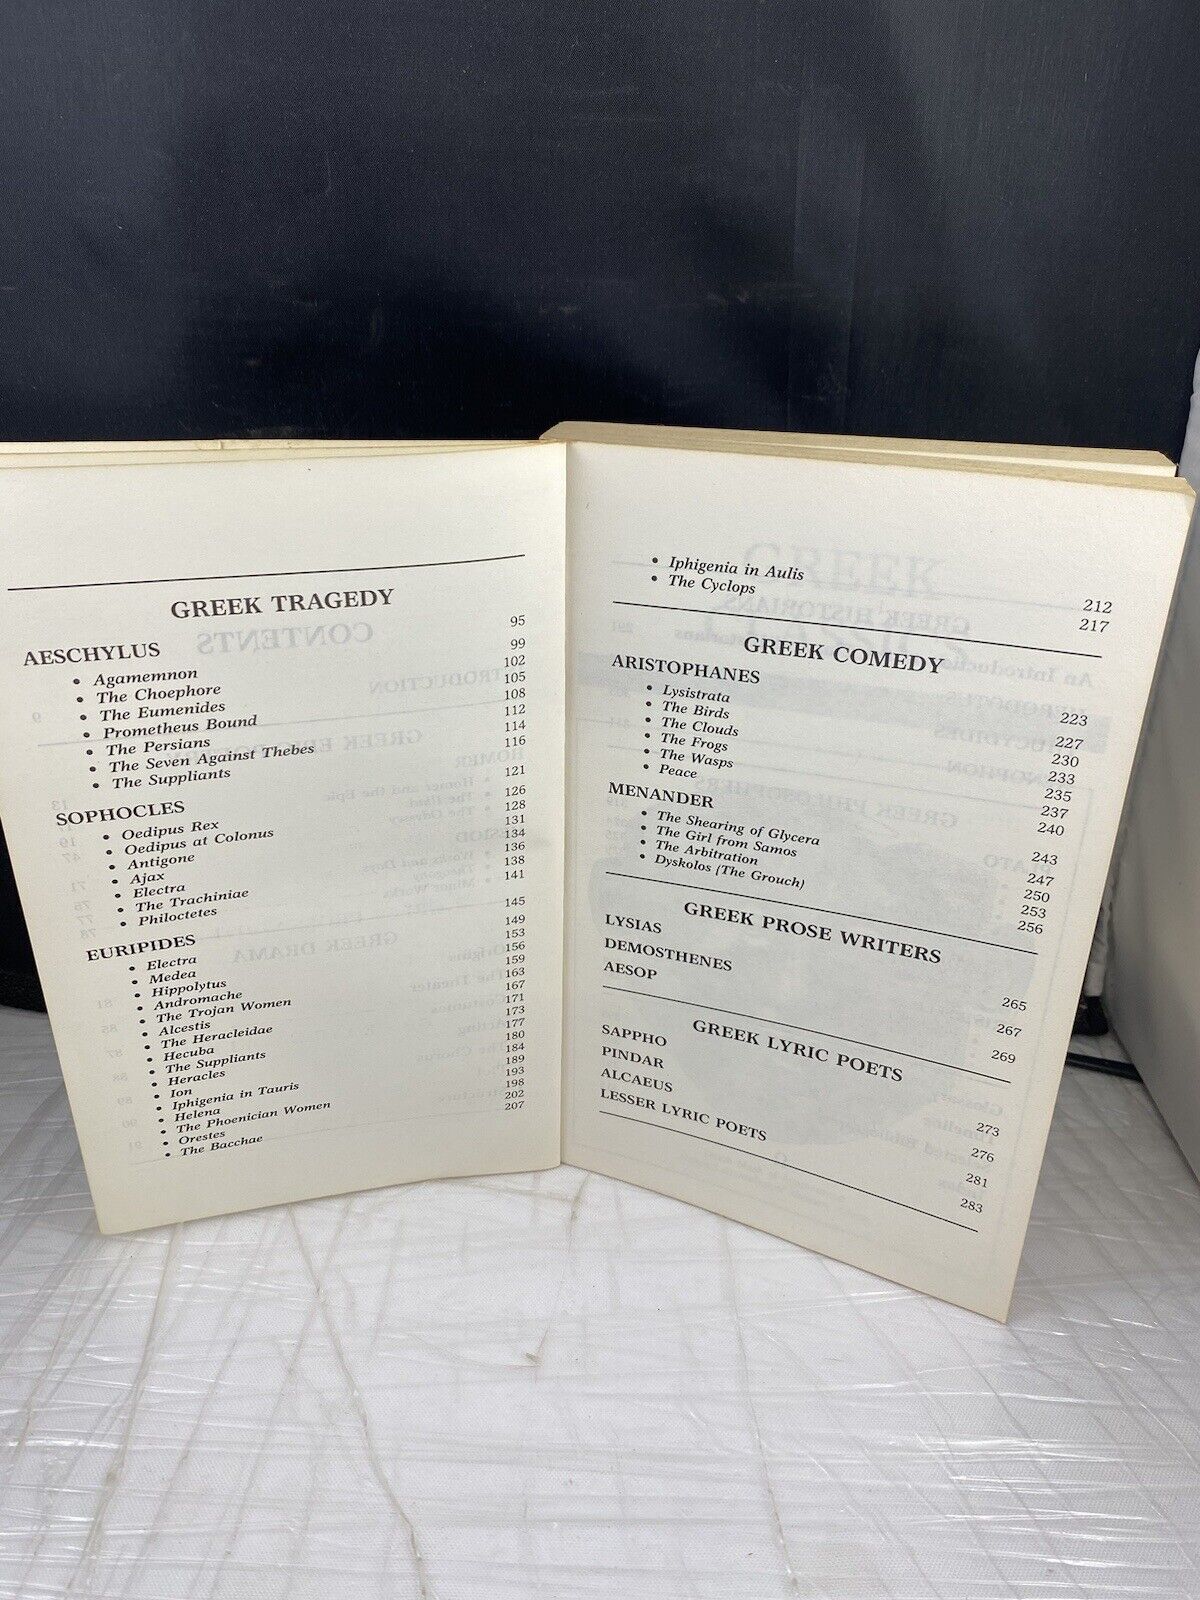 GREEK TRAGEDY
AESCHYLUS 95
• Agamemnon 99
• The Choephore 102
• The Eumenides 105
• Prometheus Bound 108
• The Persians 112
• The Seven Against Thebes 114
• The Suppliants 116
SOPHOCLES 121
• Oedipus Rex 126
• Oedipus at Colonus 128
• Antigone 131
• Ajax 134
• Electra 136
• The Trachiniae 138
• Philoctetes 141
EURIPIDES 145
• Electra 149
• Medea 153
• Hippolytus 156
• Andromache 159
• The Trojan Women 163
• Alcestis 167
• The Heracleidae 171
• Hecuba 173
• The Suppliants 177
• Heracles 180
• Ion 184
• Iphigenia in Tauris 189
• Helena 193
• The Phoenician Women 198
• Orestes 202
• The Bacchae 207
• Iphigenia in Aulis 212
• The Cyclops 217
GREEK COMEDY
ARISTOPHANES 223
• Lysistrata 227
• The Birds 230
• The Clouds 233
• The Frogs 235
• The Wasps 237
• Peace 240
MENANDER 243
• The Shearing of Glycera 247
• The Girl from Samos 250
• The Arbitration 253
• Dyskolos (The Grouch) 256
GREEK PROSE WRITERS
LYSIAS 265
DEMOSTHENES 267
AESOP 269
GREEK LYRIC POETS
SAPPHO 273
PINDAR 276
ALCAEUS 281
LESSER LYRIC POETS 283